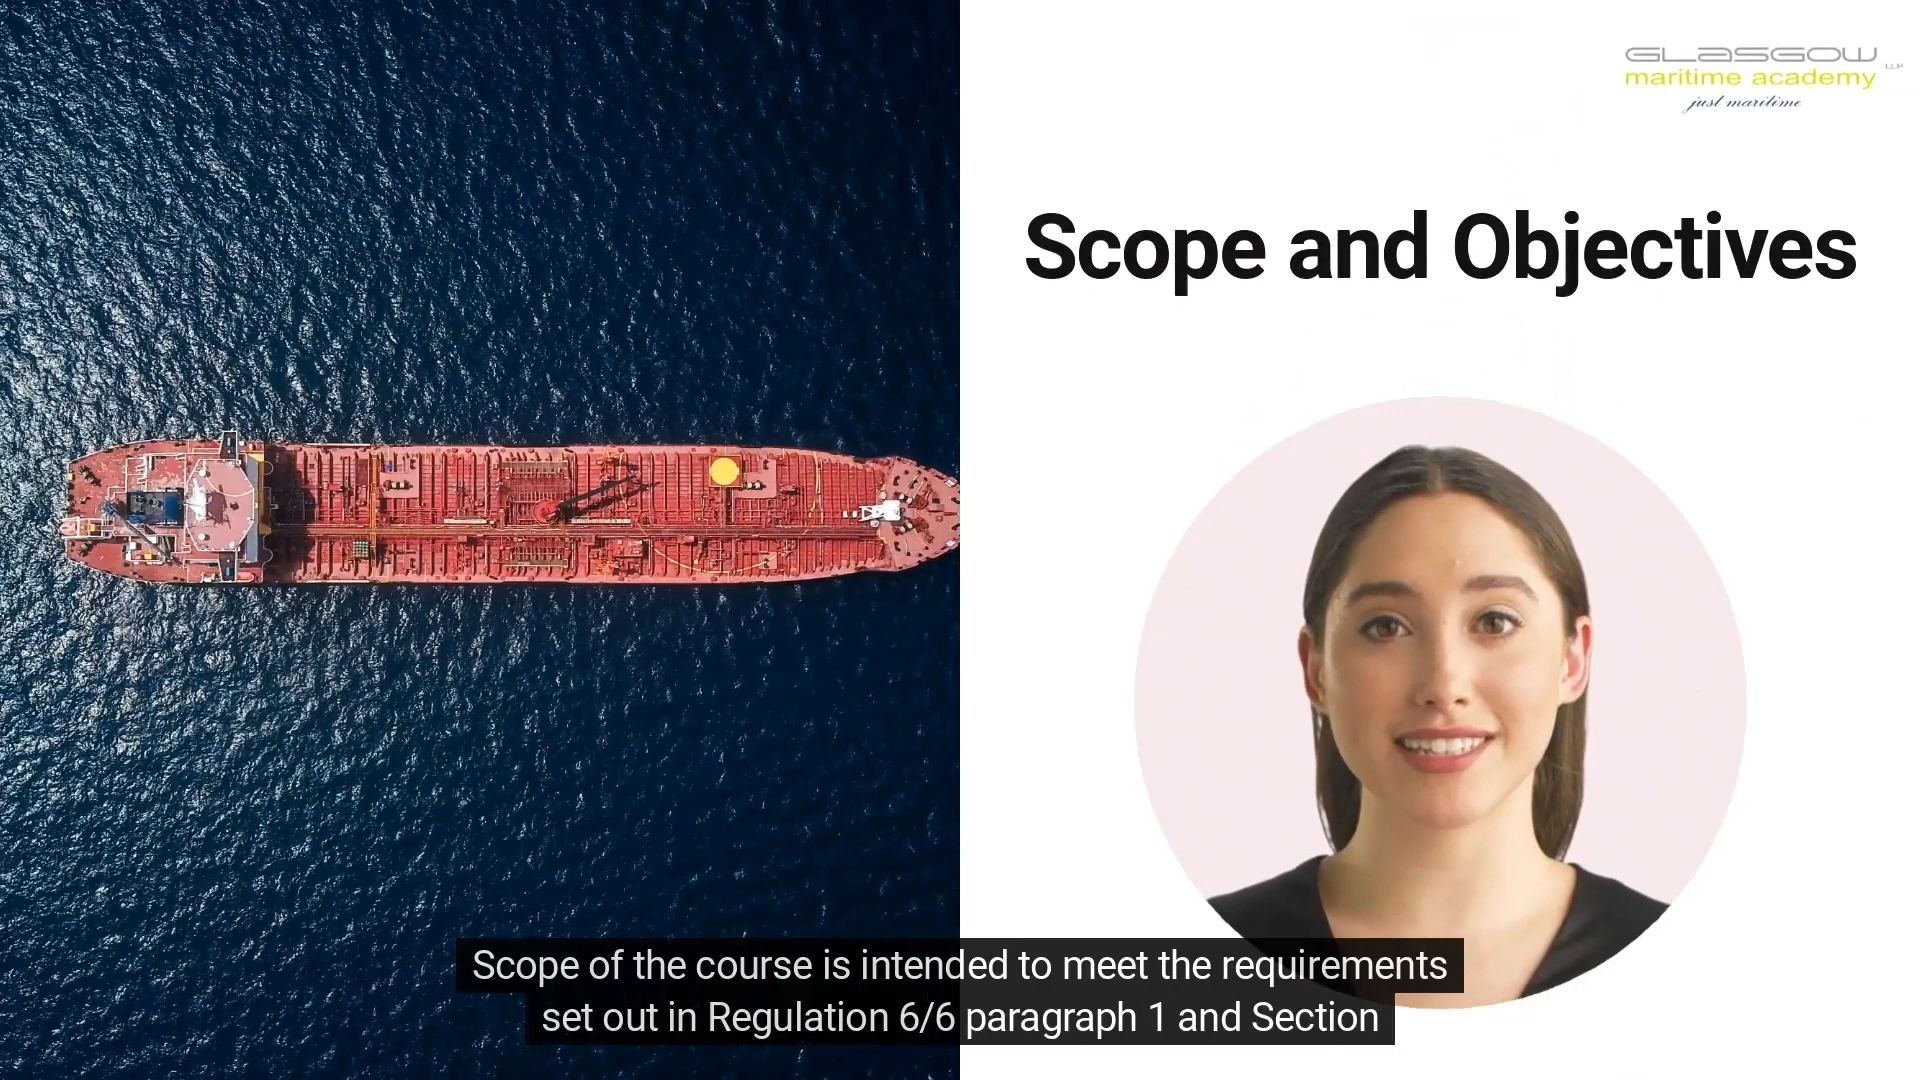 GLASGOW LLP
maritime academy
just maritime
Scope and Objectives
Scope of the course is intended to meet the requirements
set out in Regulation 6/6 paragraph 1 and Section